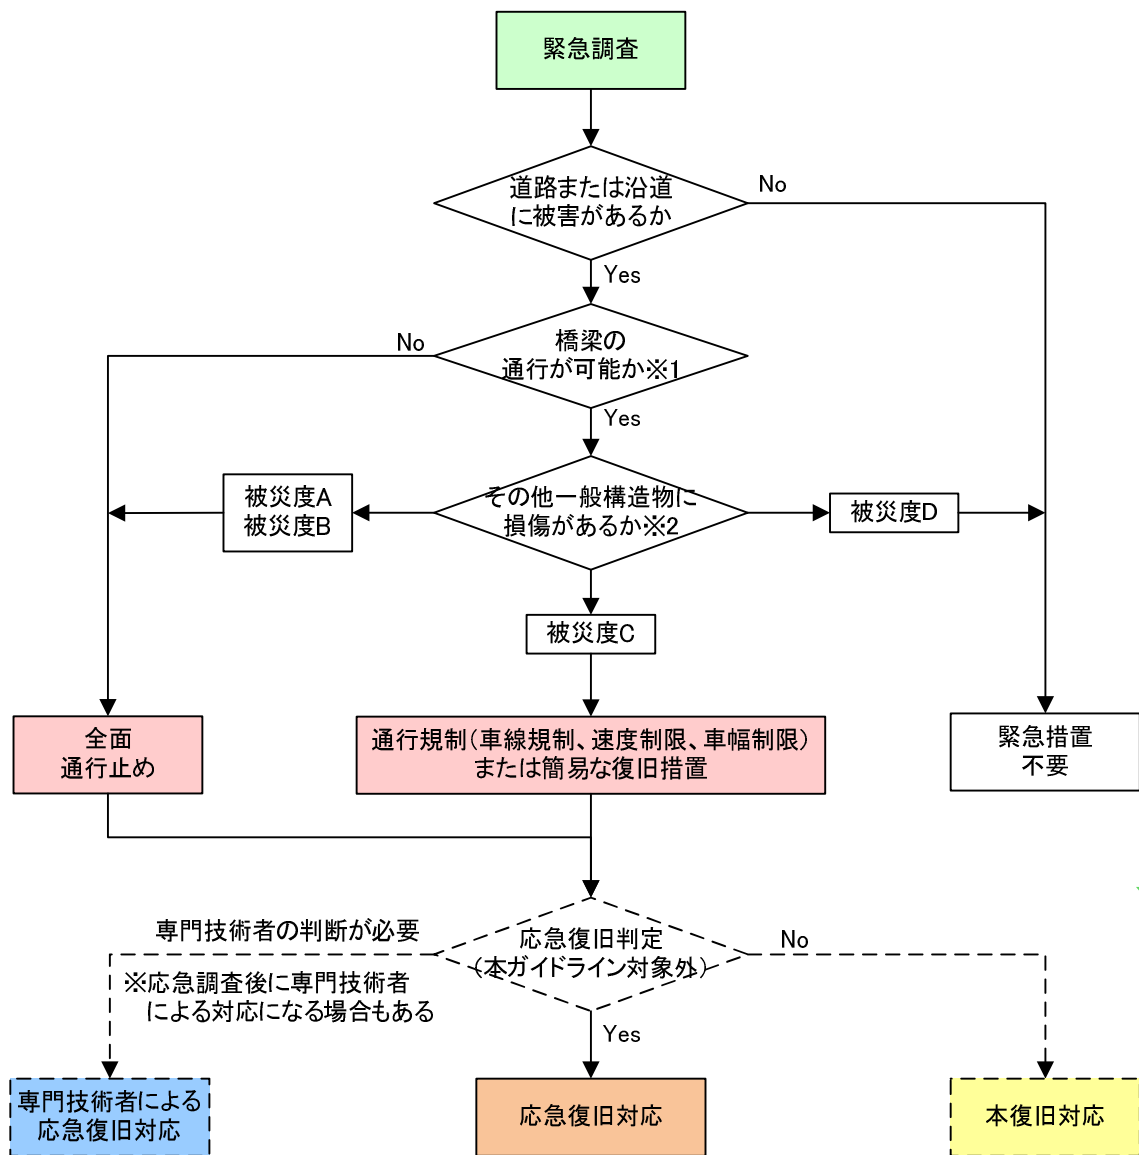 緊急調査
道路または沿道
に被害があるか
No
Yes
橋梁の
通行が可能か※1
No
Yes
その他一般構造物に
損傷があるか※2
被災度A
被災度B
被災度D
被災度C
全面
通行止め
通行規制(車線規制、速度制限、車幅制限)
または簡易な復旧措置
緊急措置
不要
専門技術者の判断が必要
※応急調査後に専門技術者
による対応になる場合もある
応急復旧判定
(本ガイドライン対象外)
No
Yes
専門技術者による
応急復旧対応
応急復旧対応
本復旧対応